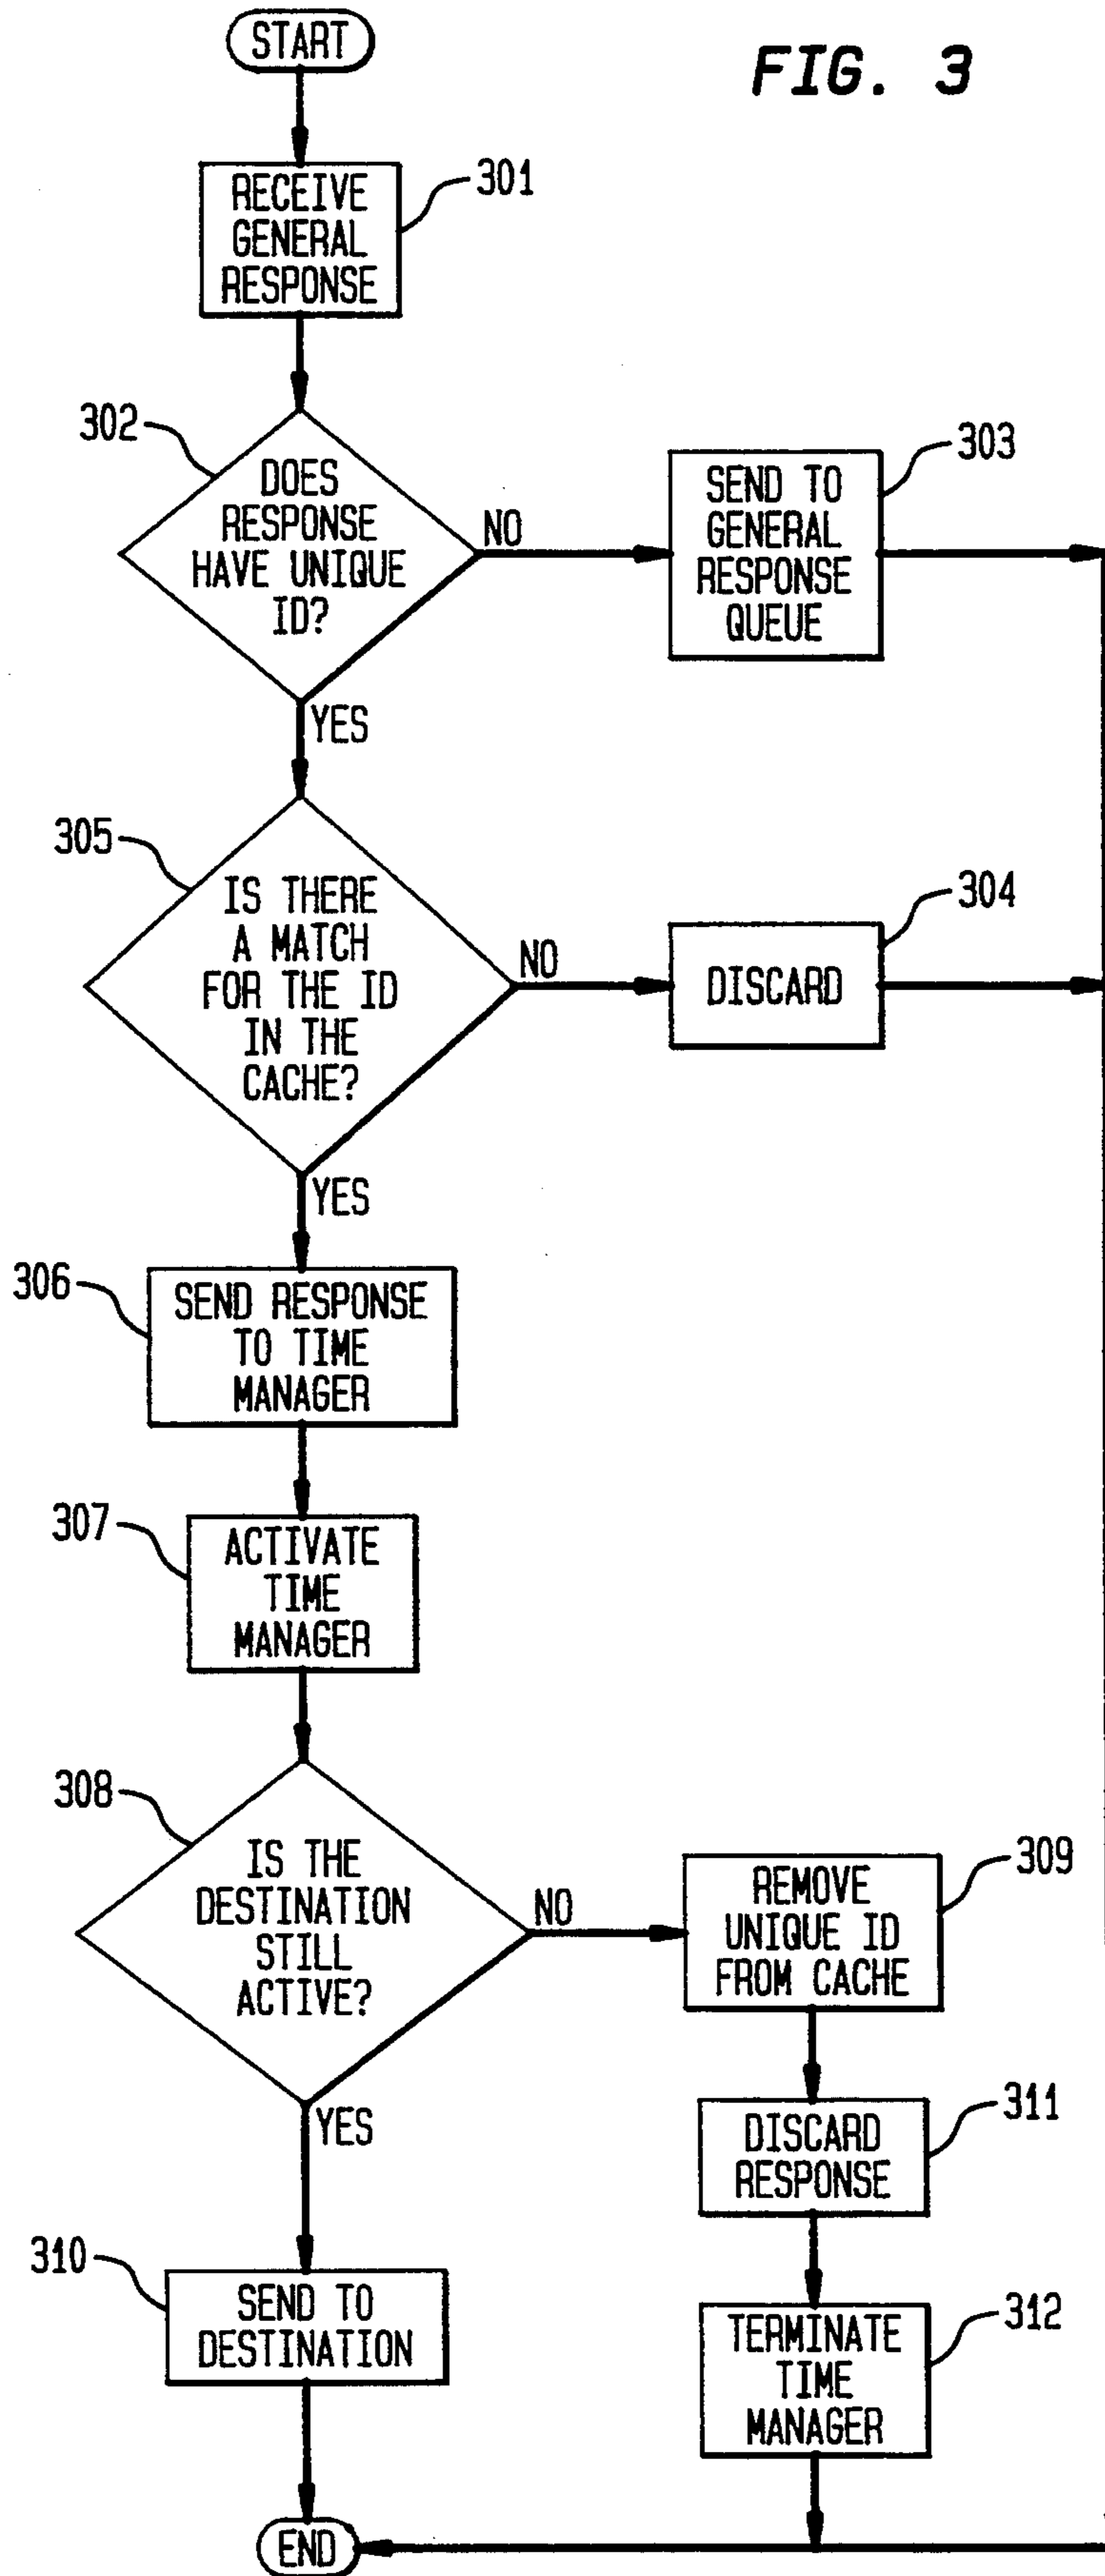 START
FIG. 3
RECEIVE
GENERAL
RESPONSE
301
302
DOES
RESPONSE
HAVE UNIQUE
ID?
NO
YES
SEND TO
GENERAL
RESPONSE
QUEUE
303
305
IS THERE
A MATCH
FOR THE ID
IN THE
CACHE?
NO
YES
DISCARD
304
306
SEND RESPONSE
TO TIME
MANAGER
307
ACTIVATE
TIME
MANAGER
308
IS THE
DESTINATION
STILL
ACTIVE?
NO
YES
REMOVE
UNIQUE ID
FROM CACHE
309
DISCARD
RESPONSE
311
310
SEND TO
DESTINATION
TERMINATE
TIME
MANAGER
312
END